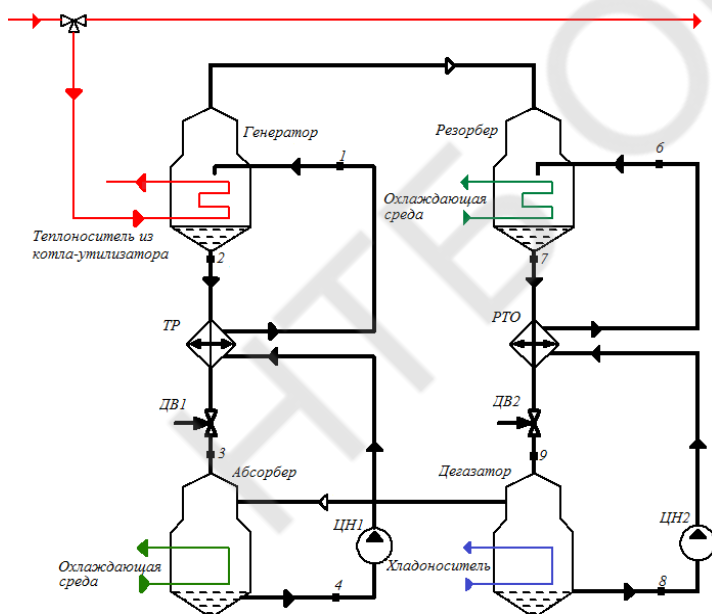 Генератор
1
Резорбер
6
Охлаждающая
среда
Теплоноситель из
котла-утилизатора
2
7
ТР
РТО
ДВ1
ДВ2
3
9
Абсорбер
Дегазатор
ЦН1
ЦН2
Охлаждающая
среда
Хладоноситель
4
8